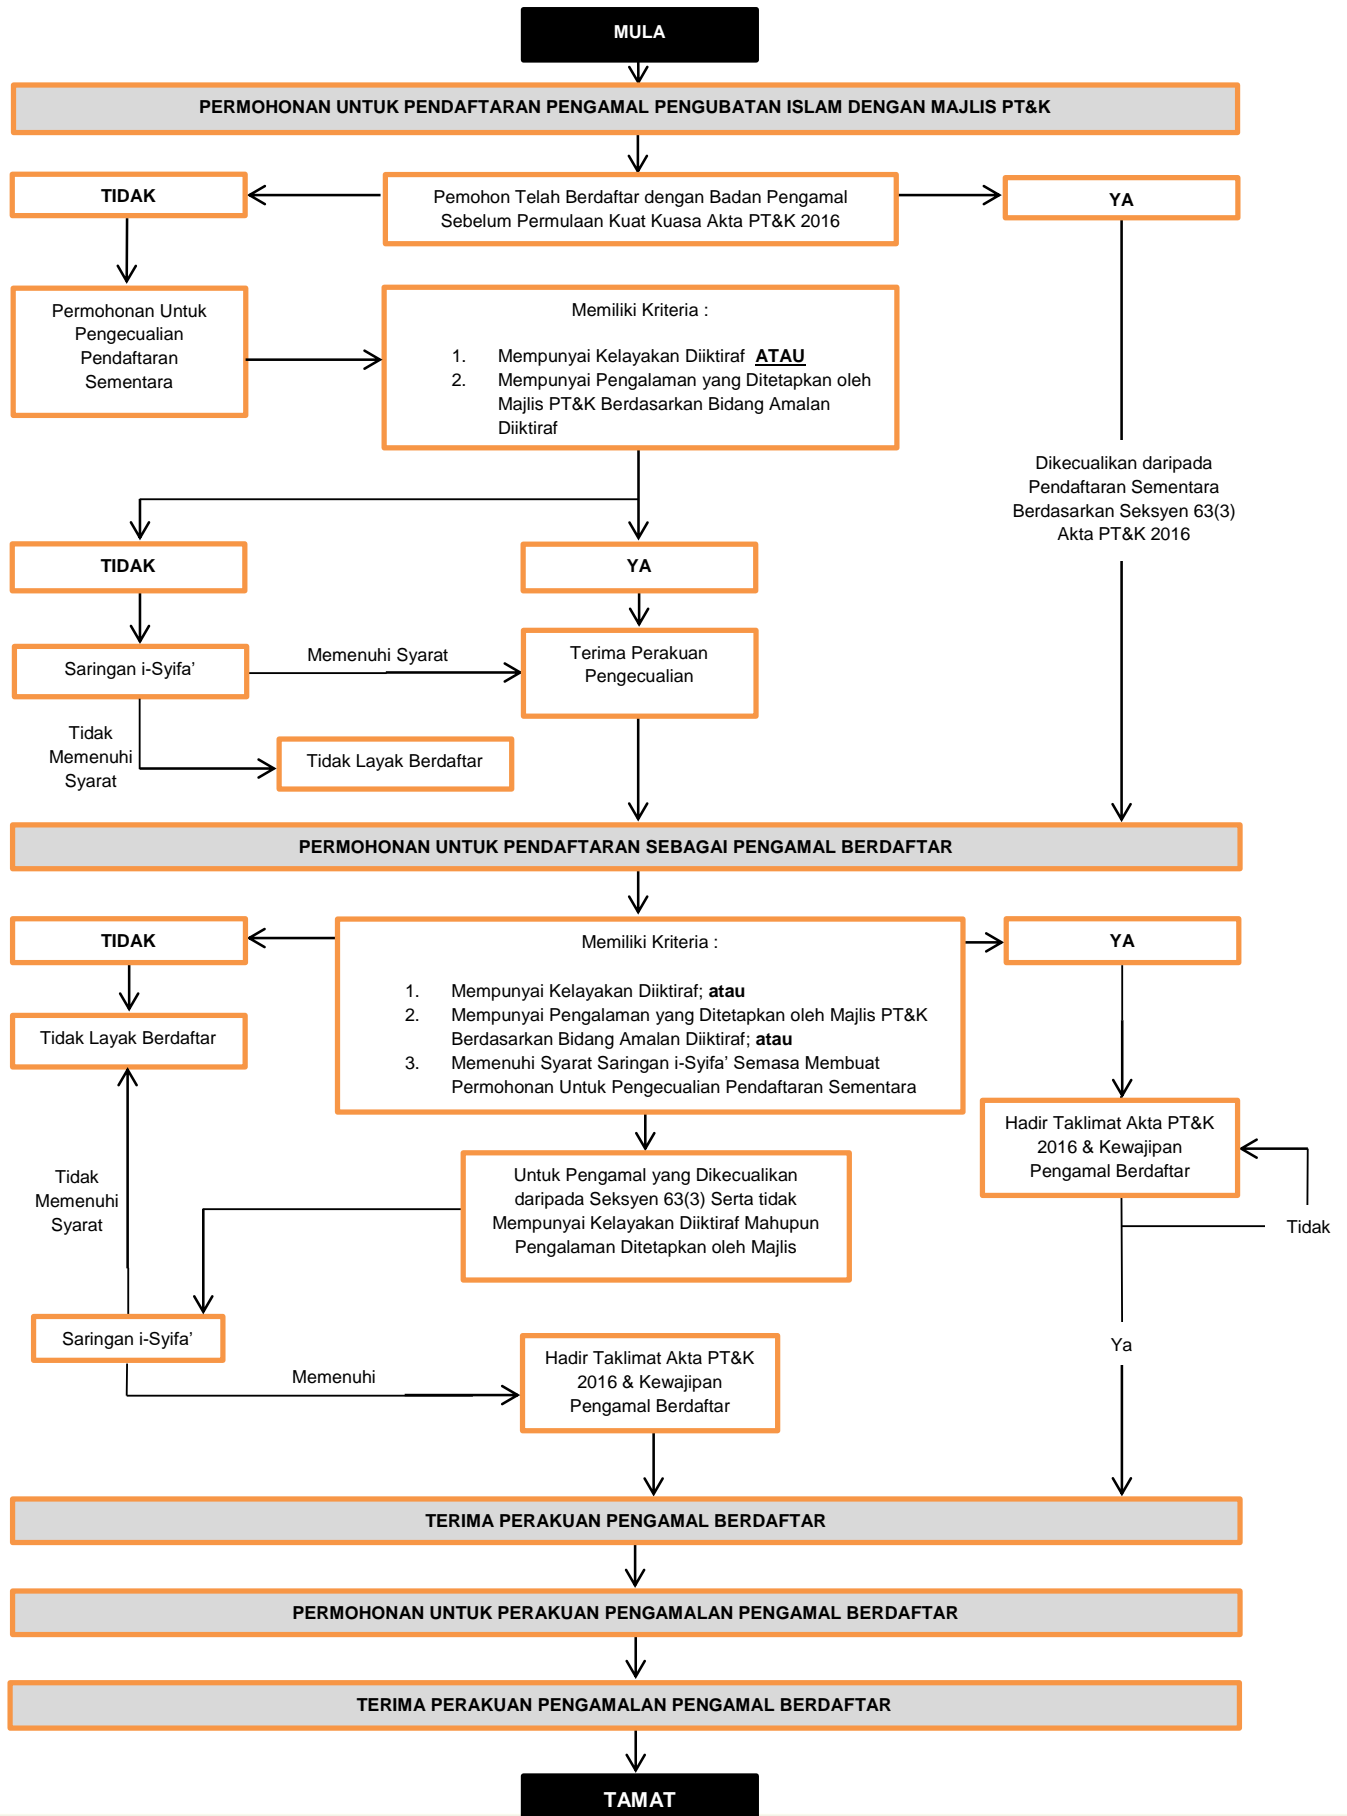 MULA
PERMOHONAN UNTUK PENDAFTARAN PENGAMAL PENGUBATAN ISLAM DENGAN MAJLIS PT&K
TIDAK
Pemohon Telah Berdaftar dengan Badan Pengamal
Sebelum Permulaan Kuat Kuasa Akta PT&K 2016
YA
Permohonan Untuk
Pengecualian
Pendaftaran
Sementara
Memiliki Kriteria :
1. Mempunyai Kelayakan Diiktiraf ATAU
2. Mempunyai Pengalaman yang Ditetapkan oleh
Majlis PT&K Berdasarkan Bidang Amalan
Diiktiraf
Dikecualikan daripada
Pendaftaran Sementara
Berdasarkan Seksyen 63(3)
Akta PT&K 2016
TIDAK
YA
Saringan i-Syifa’
Memenuhi Syarat
Terima Perakuan
Pengecualian
Tidak
Memenuhi
Syarat
Tidak Layak Berdaftar
PERMOHONAN UNTUK PENDAFTARAN SEBAGAI PENGAMAL BERDAFTAR
TIDAK
Memiliki Kriteria :
1. Mempunyai Kelayakan Diiktiraf; atau
2. Mempunyai Pengalaman yang Ditetapkan oleh Majlis PT&K
Berdasarkan Bidang Amalan Diiktiraf; atau
3. Memenuhi Syarat Saringan i-Syifa’ Semasa Membuat
Permohonan Untuk Pengecualian Pendaftaran Sementara
YA
Tidak Layak Berdaftar
Hadir Taklimat Akta PT&K
2016 & Kewajipan
Pengamal Berdaftar
Tidak
Memenuhi
Syarat
Untuk Pengamal yang Dikecualikan
daripada Seksyen 63(3) Serta tidak
Mempunyai Kelayakan Diiktiraf Mahupun
Pengalaman Ditetapkan oleh Majlis
Tidak
Saringan i-Syifa’
Memenuhi
Hadir Taklimat Akta PT&K
2016 & Kewajipan
Pengamal Berdaftar
Ya
TERIMA PERAKUAN PENGAMAL BERDAFTAR
PERMOHONAN UNTUK PERAKUAN PENGAMALAN PENGAMAL BERDAFTAR
TERIMA PERAKUAN PENGAMALAN PENGAMAL BERDAFTAR
TAMAT